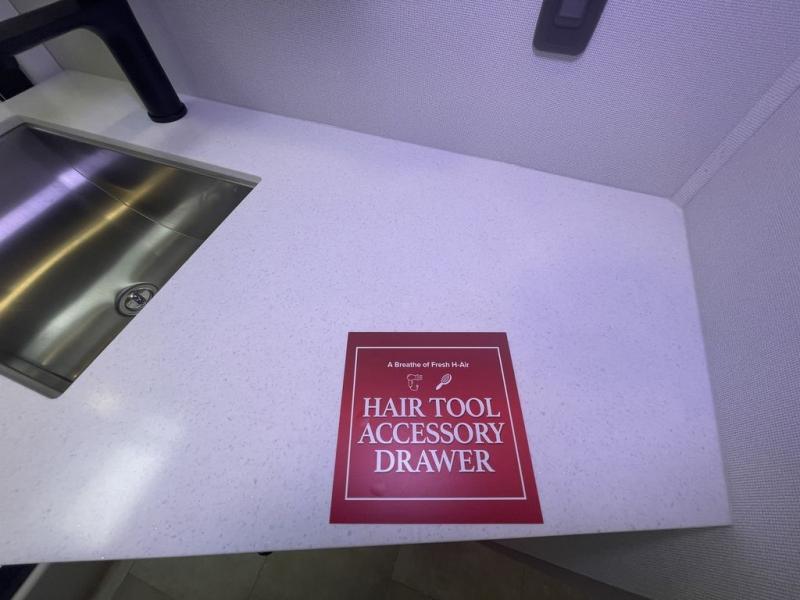 A Breathe of Fresh H-Air
HAIR TOOL
ACCESSORY
DRAWER